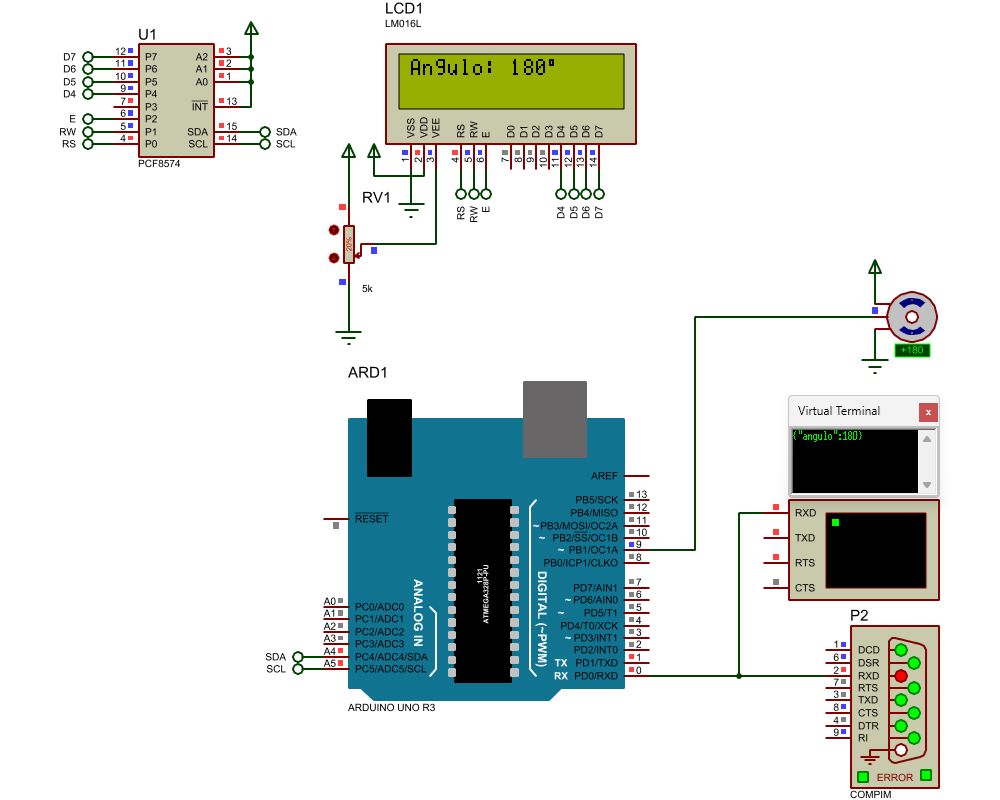 LCD1
LM016L
Angulo: 180°
VSS VDD VEE RS RW E D0 D1 D2 D3 D4 D5 D6 D7
1 2 3 4 5 6 7 8 9 10 11 12 13 14
RS RW E D4 D5 D6 D7
U1
D7 12 P7 A2 3
D6 11 P6 A1 2
D5 10 P5 A0 1
D4 9 P4
7 P3 INT 13
E 6 P2
RW 5 P1 SDA 15 SDA
RS 4 P0 SCL 14 SCL
PCF8574
RV1
20%
5k
+180
ARD1
AREF
PB5/SCK 13
PB4/MISO 12
~PB3/MOSI/OC2A 11
~ PB2/SS/OC1B 10
~ PB1/OC1A 9
PB0/ICP1/CLKO 8
PD7/AIN1 7
~ PD6/AIN0 6
~ PD5/T1 5
PD4/T0/XCK 4
~ PD3/INT1 3
PD2/INT0 2
TX PD1/TXD 1
RX PD0/RXD 0
RESET
DIGITAL (~PWM)
ANALOG IN
ATMEGA328P-PU
1121
A0 PC0/ADC0
A1 PC1/ADC1
A2 PC2/ADC2
A3 PC3/ADC3
SDA A4 PC4/ADC4/SDA
SCL A5 PC5/ADC5/SCL
ARDUINO UNO R3
Virtual Terminal x
{"angulo":180}
RXD
TXD
RTS
CTS
P2
1 DCD
6 DSR
2 RXD
7 RTS
3 TXD
8 CTS
4 DTR
9 RI
ERROR
COMPIM